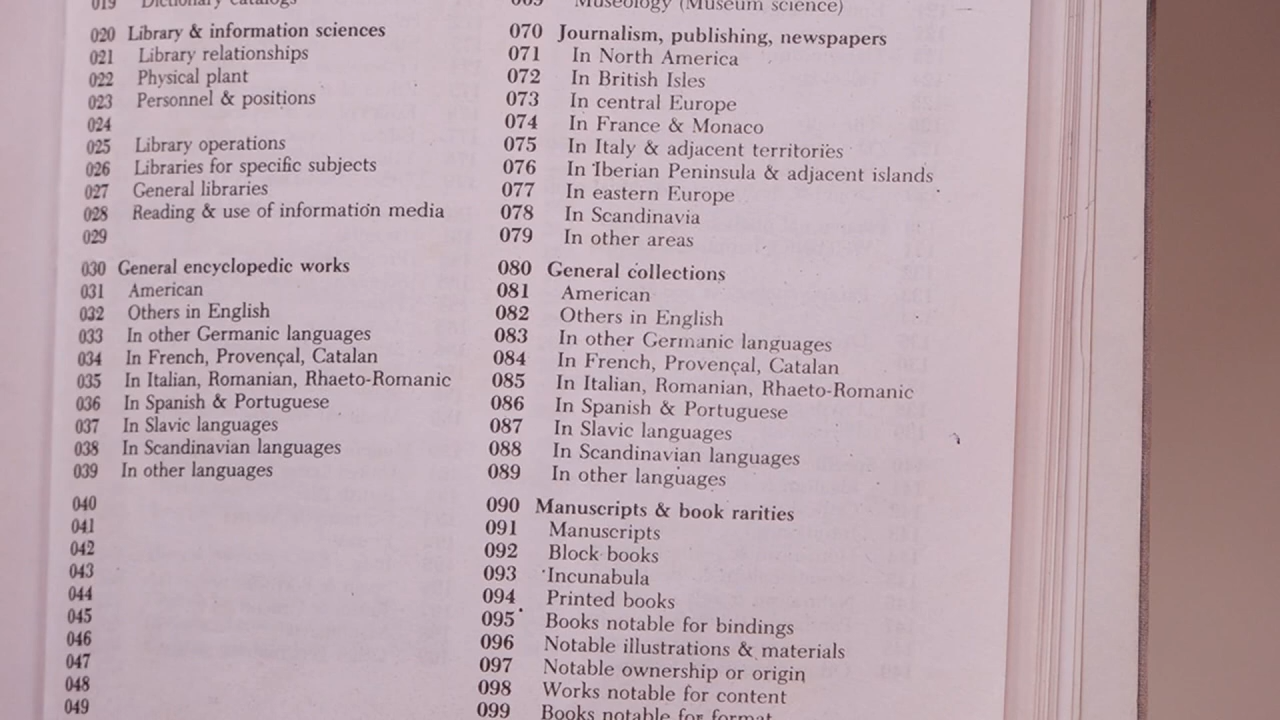 019 Dictionary catalogs
020 Library & information sciences
021 Library relationships
022 Physical plant
023 Personnel & positions
024
025 Library operations
026 Libraries for specific subjects
027 General libraries
028 Reading & use of information media
029
030 General encyclopedic works
031 American
032 Others in English
033 In other Germanic languages
034 In French, Provençal, Catalan
035 In Italian, Romanian, Rhaeto-Romanic
036 In Spanish & Portuguese
037 In Slavic languages
038 In Scandinavian languages
039 In other languages
040
041
042
043
044
045
046
047
048
049
069 Museology (Museum science)
070 Journalism, publishing, newspapers
071 In North America
072 In British Isles
073 In central Europe
074 In France & Monaco
075 In Italy & adjacent territories
076 In Iberian Peninsula & adjacent islands
077 In eastern Europe
078 In Scandinavia
079 In other areas
080 General collections
081 American
082 Others in English
083 In other Germanic languages
084 In French, Provençal, Catalan
085 In Italian, Romanian, Rhaeto-Romanic
086 In Spanish & Portuguese
087 In Slavic languages
088 In Scandinavian languages
089 In other languages
090 Manuscripts & book rarities
091 Manuscripts
092 Block books
093 Incunabula
094 Printed books
095 Books notable for bindings
096 Notable illustrations & materials
097 Notable ownership or origin
098 Works notable for content
099 Books notable for format